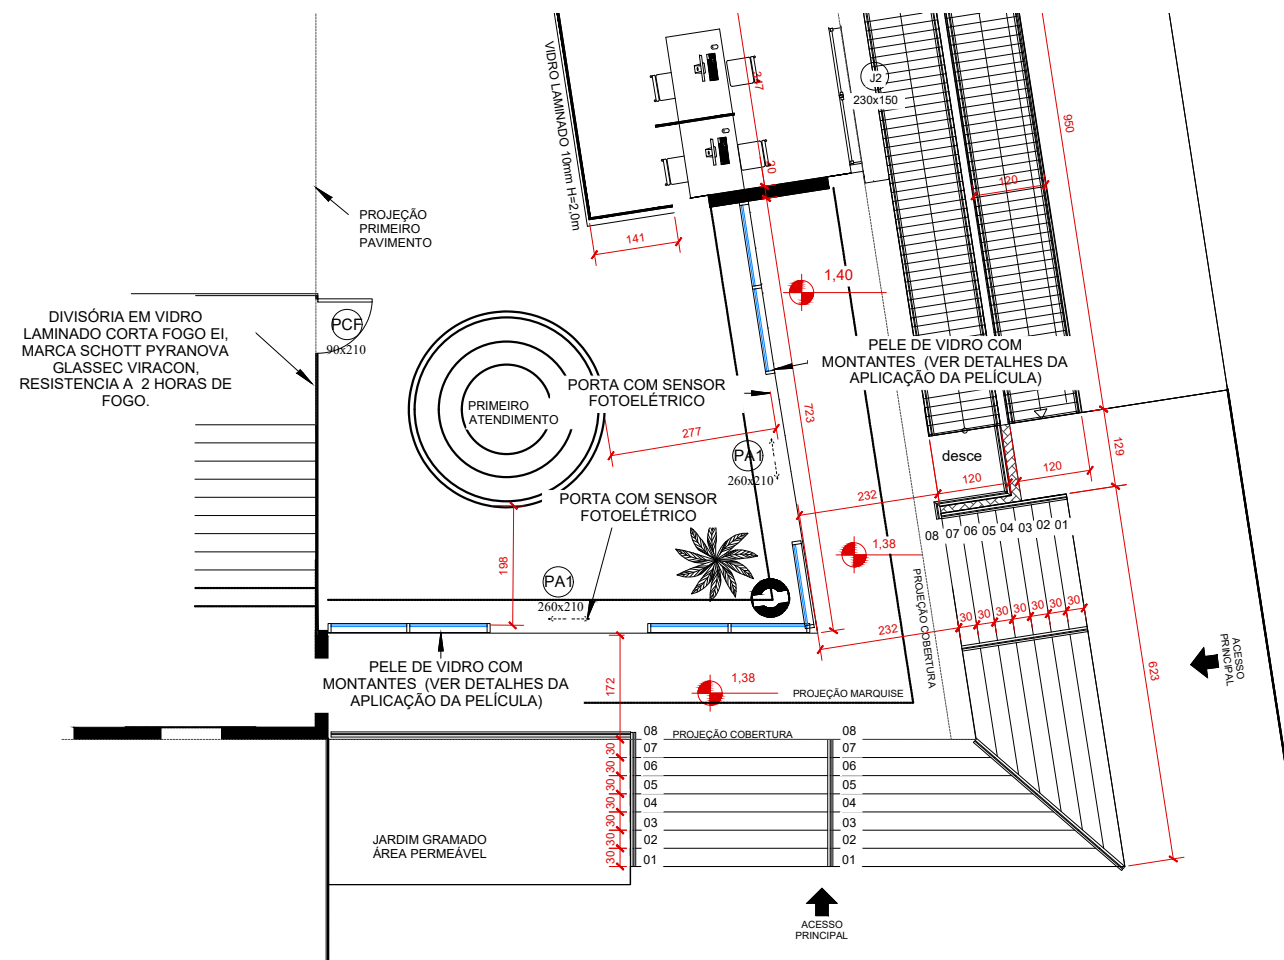 VIDRO LAMINADO 10mm H=2,0m
347
20
J2
230x150
950
120
PROJEÇÃO
PRIMEIRO
PAVIMENTO
141
1,40
DIVISÓRIA EM VIDRO
LAMINADO CORTA FOGO EI,
MARCA SCHOTT PYRANOVA
GLASSEC VIRACON,
RESISTENCIA A 2 HORAS DE
FOGO.
PCF
90x210
PELE DE VIDRO COM
MONTANTES (VER DETALHES DA
APLICAÇÃO DA PELÍCULA)
PORTA COM SENSOR
FOTOELÉTRICO
PRIMEIRO
ATENDIMENTO
277
723
PA1
260x210
desce
129
120
120
232
PORTA COM SENSOR
FOTOELÉTRICO
08 07 06 05 04 03 02 01
1,38
198
PA1
260x210
PROJEÇÃO COBERTURA
30 30 30 30 30 30 30
232
ACESSO
PRINCIPAL
623
PELE DE VIDRO COM
MONTANTES (VER DETALHES DA
APLICAÇÃO DA PELÍCULA)
172
1,38
PROJEÇÃO MARQUISE
PROJEÇÃO COBERTURA
08 08
07 07
06 06
05 05
04 04
03 03
02 02
01 01
30 30 30 30 30 30 30
JARDIM GRAMADO
ÁREA PERMEÁVEL
ACESSO
PRINCIPAL